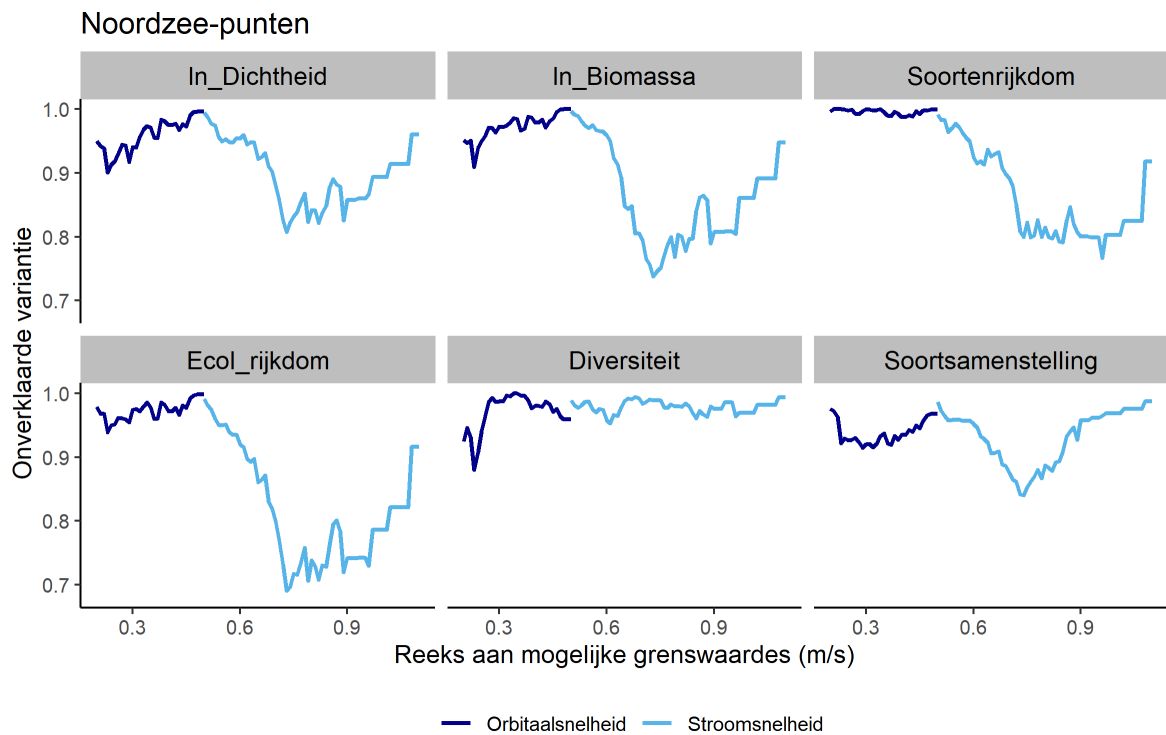 Noordzee-punten
ln_Dichtheid ln_Biomassa Soortenrijkdom
1.0
0.9
0.8
0.7
Ecol_rijkdom Diversiteit Soortsamenstelling
1.0
0.9
0.8
0.7
Onverklaarde variantie
0.3 0.6 0.9 0.3 0.6 0.9 0.3 0.6 0.9
Reeks aan mogelijke grenswaardes (m/s)
Orbitaalsnelheid Stroomsnelheid